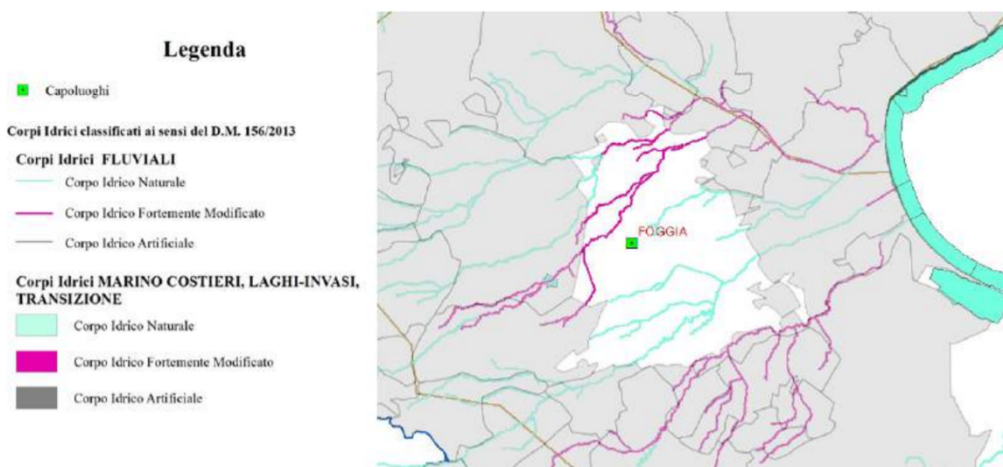 Legenda
Capoluoghi
Corpi Idrici classificati ai sensi del D.M. 156/2013
Corpi Idrici FLUVIALI
Corpo Idrico Naturale
Corpo Idrico Fortemente Modificato
Corpo Idrico Artificiale
Corpi Idrici MARINO COSTIERI, LAGHI-INVASI,
TRANSIZIONE
Corpo Idrico Naturale
Corpo Idrico Fortemente Modificato
Corpo Idrico Artificiale
FOGGIA